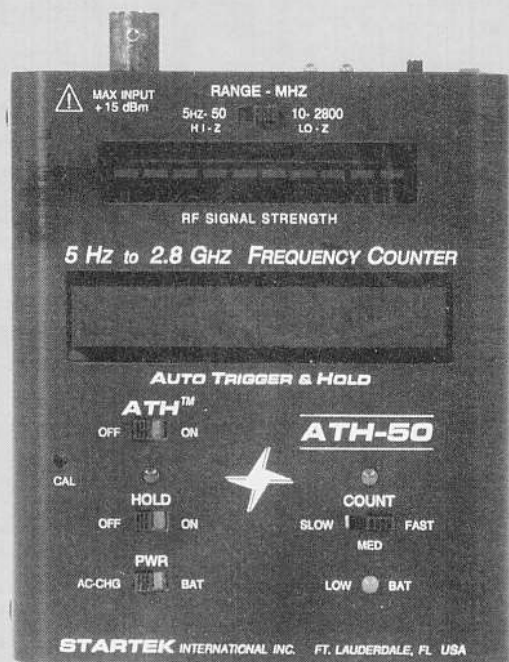 MAX INPUT
+15 dBm
RANGE - MHZ
5HZ- 50
HI-Z
10- 2800
LO-Z
RF SIGNAL STRENGTH
5 HZ to 2.8 GHZ FREQUENCY COUNTER
AUTO TRIGGER & HOLD
ATH™
OFF ON
ATH-50
CAL
HOLD
OFF ON
COUNT
SLOW FAST
MED
PWR
AC-CHG BAT
LOW BAT
STARTEK INTERNATIONAL INC. FT. LAUDERDALE, FL USA